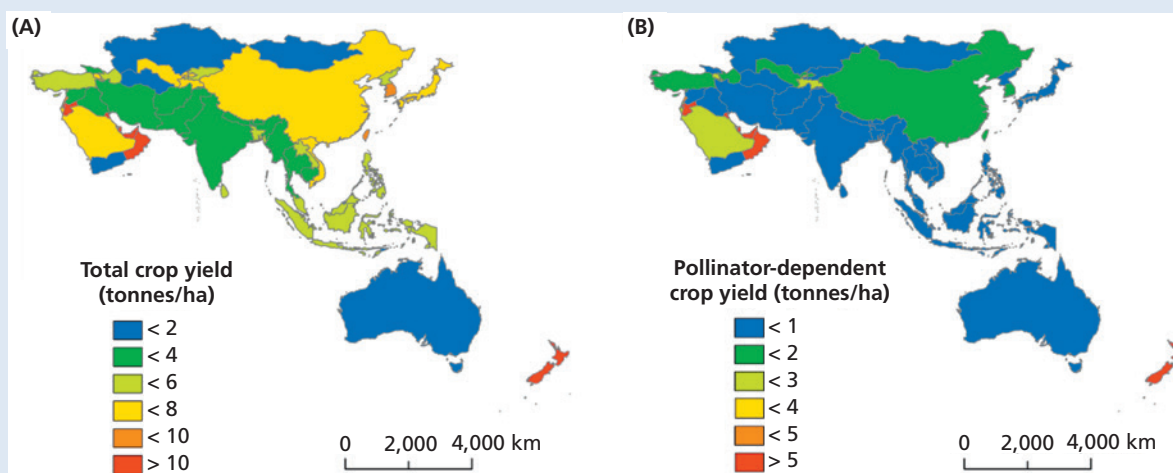 (A)
Total crop yield
(tonnes/ha)
< 2
< 4
< 6
< 8
< 10
> 10
0 2,000 4,000 km
(B)
Pollinator-dependent
crop yield (tonnes/ha)
< 1
< 2
< 3
< 4
< 5
> 5
0 2,000 4,000 km